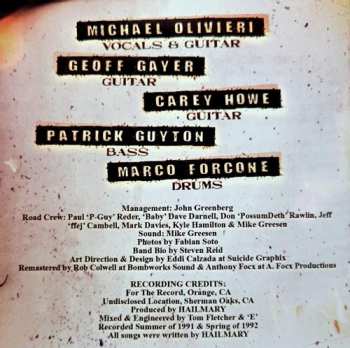 MICHAEL OLIVIERI
VOCALS & GUITAR
GEOFF GAYER
GUITAR
CAREY HOWE
GUITAR
PATRICK GUYTON
BASS
MARCO FORCONE
DRUMS
Management: John Greenberg
Road Crew: Paul 'P-Guy' Reder, 'Baby' Dave Darnell, Don 'PossumDeth' Rawlin, Jeff
'ffej' Cambell, Mark Davies, Kyle Hamilton & Mike Greesen
Sound: Mike Greesen
Photos by Fabian Soto
Band Bio by Steven Reid
Art Direction & Design by Eddi Calzada at Suicide Graphix
Remastered by Rob Colwell at Bombworks Sound & Anthony Focx at A. Focx Productions
RECORDING CREDITS:
For The Record, Orange, CA
Undisclosed Location, Sherman Oaks, CA
Produced by HAILMARY
Mixed & Engineered by Tom Fletcher & 'E'
Recorded Summer of 1991 & Spring of 1992
All songs were written by HAILMARY